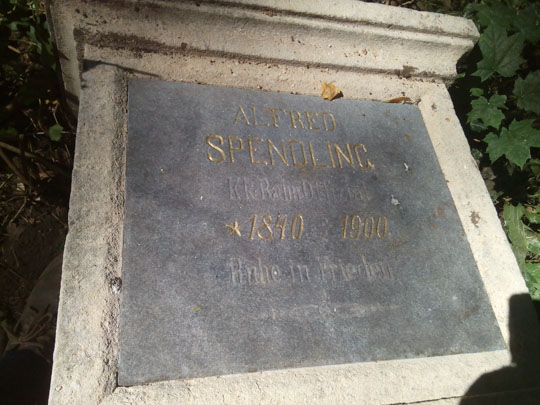 ALFRED
SPENDLING
K.K.
* 1840 1900
Ruhe in Frieden